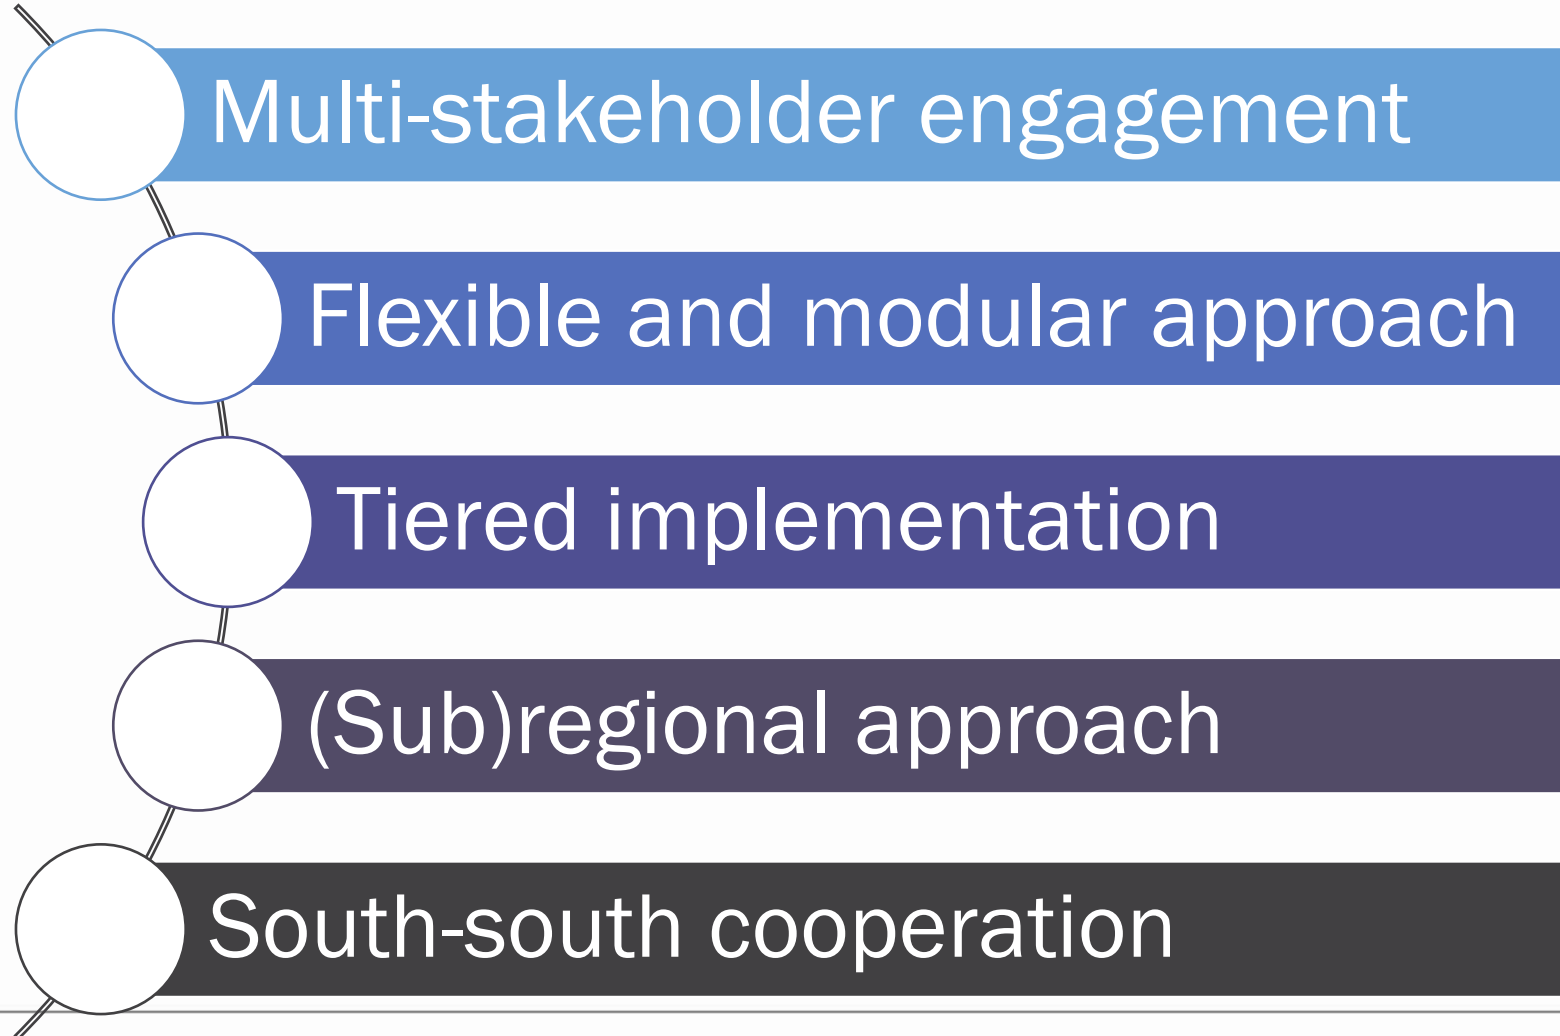 Multi-stakeholder engagement
Flexible and modular approach
Tiered implementation
(Sub)regional approach
South-south cooperation